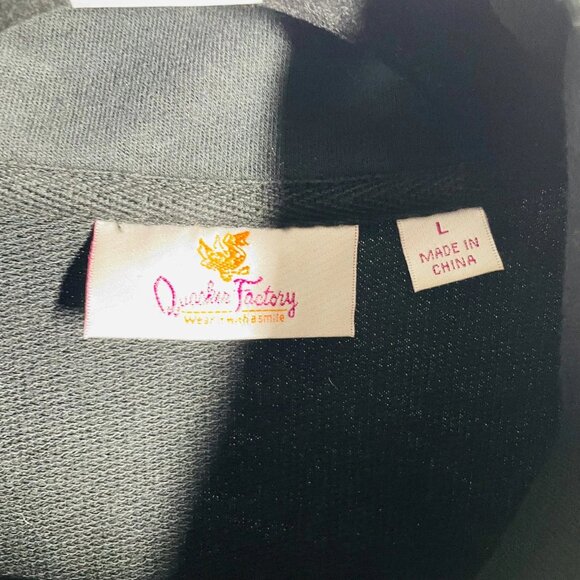 Quacker Factory
Wear it with a smile
L
MADE IN
CHINA